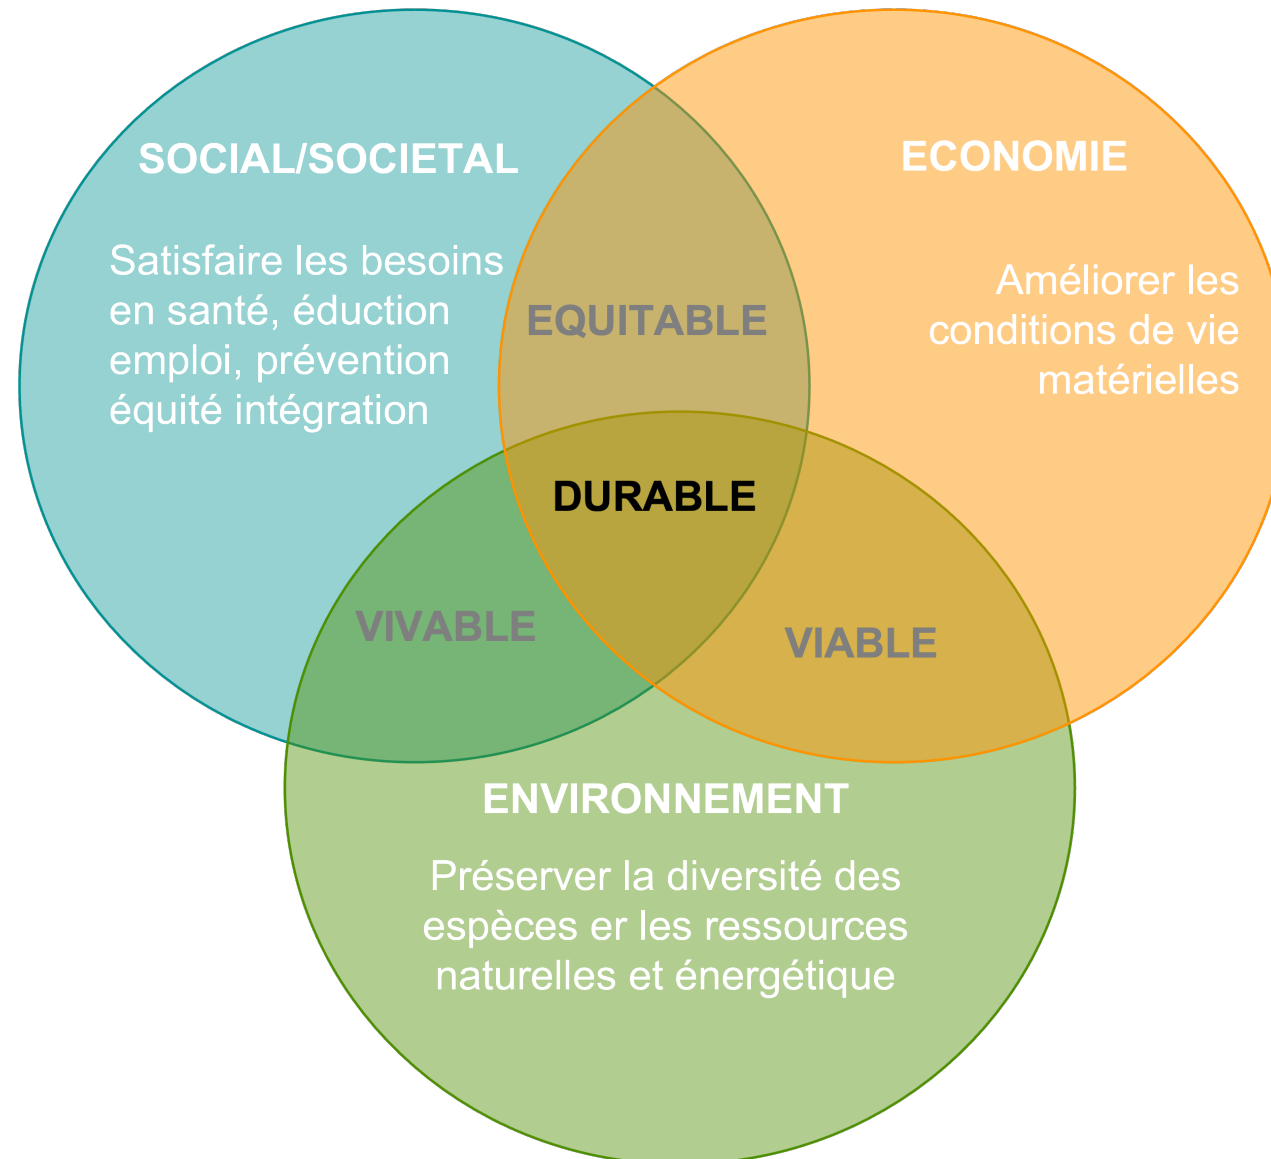 SOCIAL/SOCIETAL
Satisfaire les besoins
en santé, éduction
emploi, prévention
équité intégration
ECONOMIE
Améliorer les
conditions de vie
matérielles
EQUITABLE
DURABLE
VIVABLE
VIABLE
ENVIRONNEMENT
Préserver la diversité des
espèces er les ressources
naturelles et énergétique